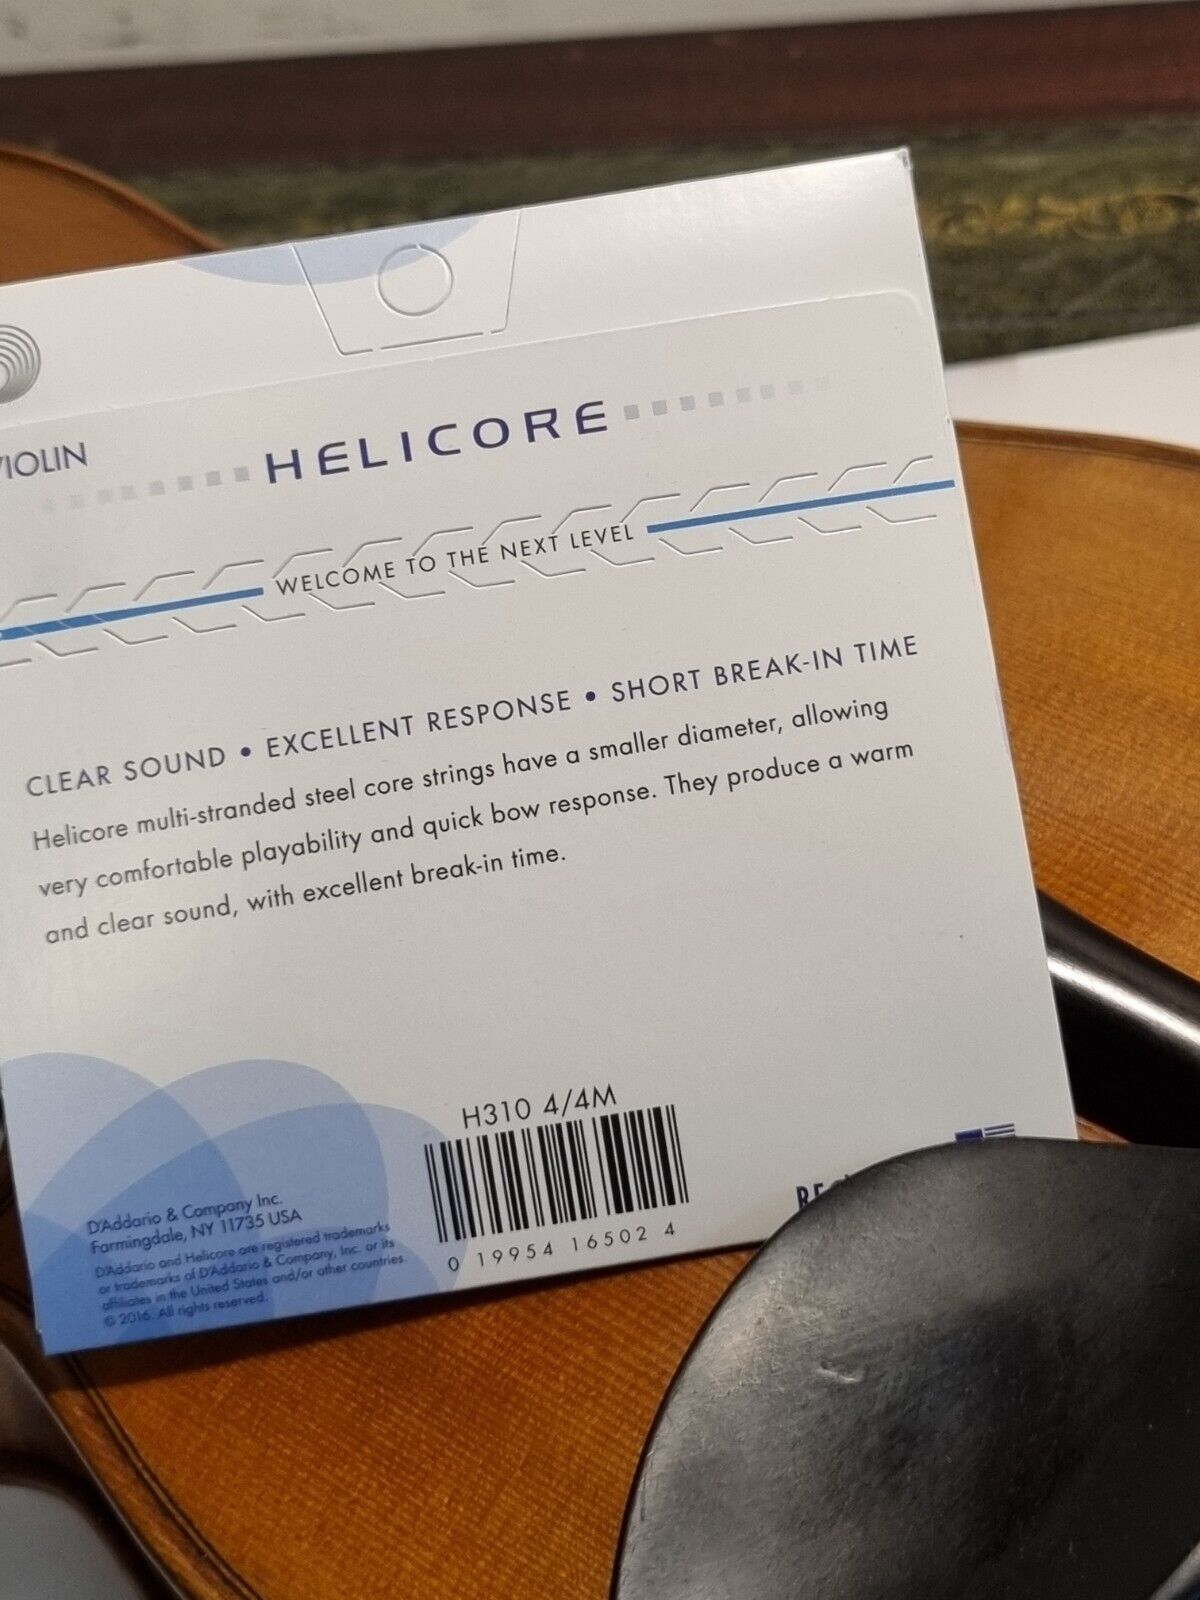 VIOLIN
HELICORE
WELCOME TO THE NEXT LEVEL
CLEAR SOUND • EXCELLENT RESPONSE • SHORT BREAK-IN TIME
Helicore multi-stranded steel core strings have a smaller diameter, allowing
very comfortable playability and quick bow response. They produce a warm
and clear sound, with excellent break-in time.
H310 4/4M
0 19954 16502 4
D'Addario & Company Inc.
Farmingdale, NY 11735 USA
D'Addario and Helicore are registered trademarks
or trademarks of D'Addario & Company, Inc. or its
affiliates in the United States and/or other countries.
© 2016. All rights reserved.